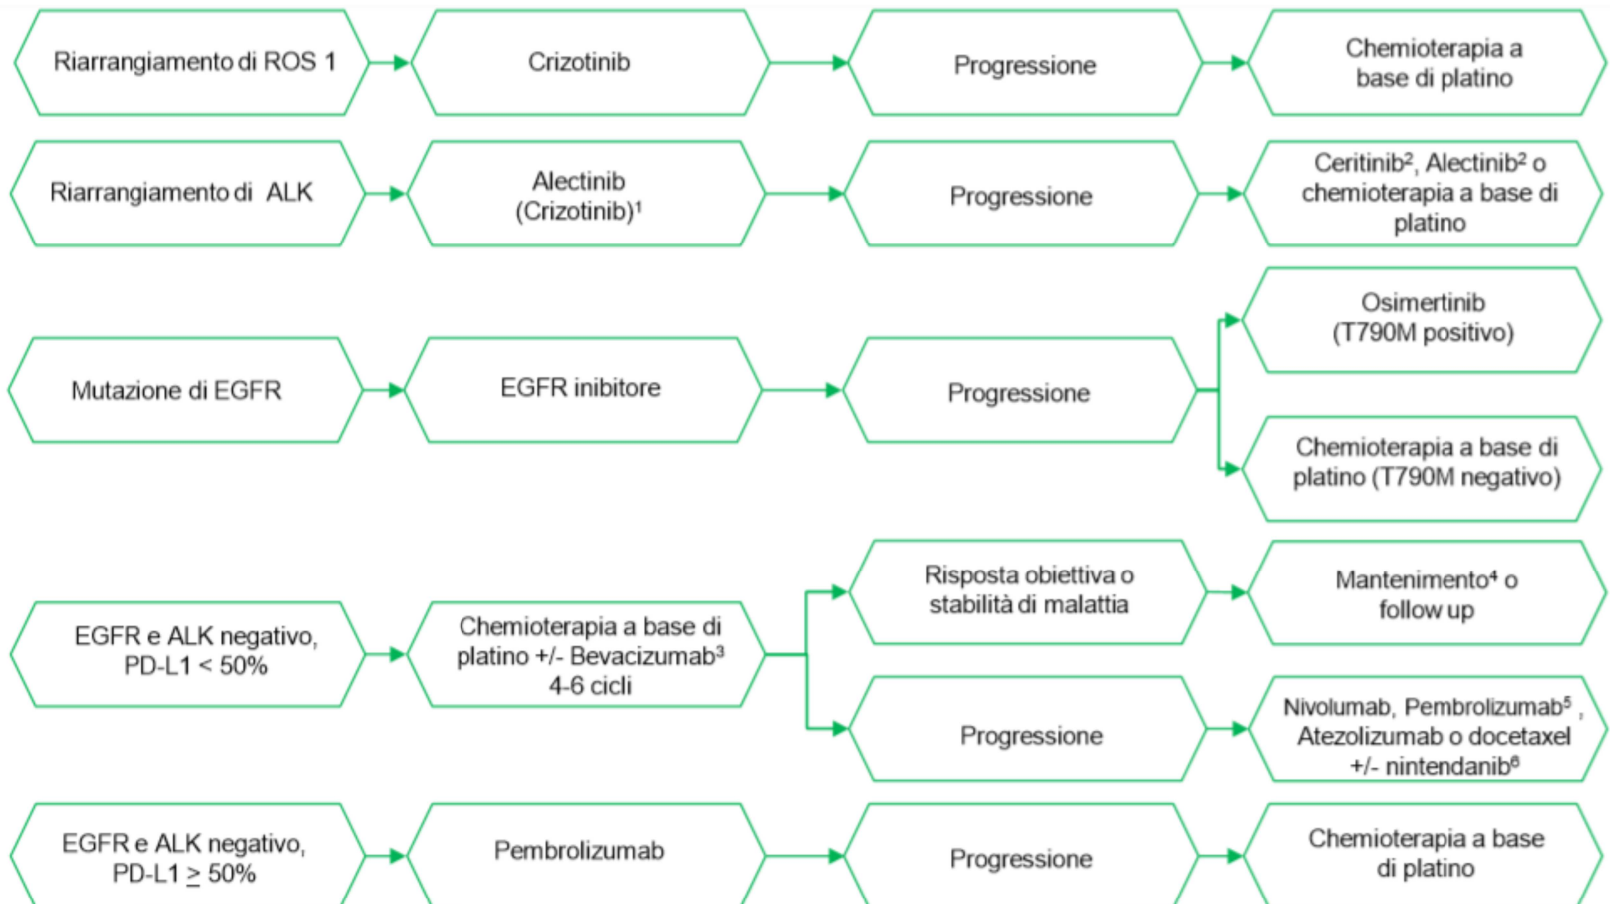 Riarrangiamento di ROS 1
Crizotinib
Progressione
Chemioterapia a
base di platino
Riarrangiamento di ALK
Alectinib
(Crizotinib)¹
Progressione
Ceritinib², Alectinib² o
chemioterapia a base di
platino
Mutazione di EGFR
EGFR inibitore
Progressione
Osimertinib
(T790M positivo)
Chemioterapia a base di
platino (T790M negativo)
EGFR e ALK negativo,
PD-L1 < 50%
Chemioterapia a base di
platino +/- Bevacizumab³
4-6 cicli
Risposta obiettiva o
stabilità di malattia
Mantenimento⁴ o
follow up
Progressione
Nivolumab, Pembrolizumab⁵ ,
Atezolizumab o docetaxel
+/- nintendanib⁶
EGFR e ALK negativo,
PD-L1 ≥ 50%
Pembrolizumab
Progressione
Chemioterapia a base
di platino